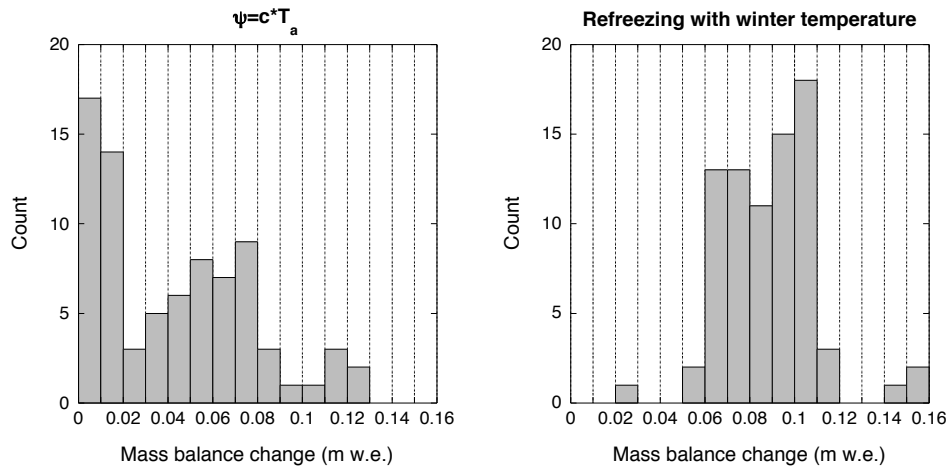 ψ=c*Tₐ
20
15
10
5
0
0 0.02 0.04 0.06 0.08 0.1 0.12 0.14 0.16
Count
Mass balance change (m w.e.)
Refreezing with winter temperature
20
15
10
5
0
0 0.02 0.04 0.06 0.08 0.1 0.12 0.14 0.16
Count
Mass balance change (m w.e.)